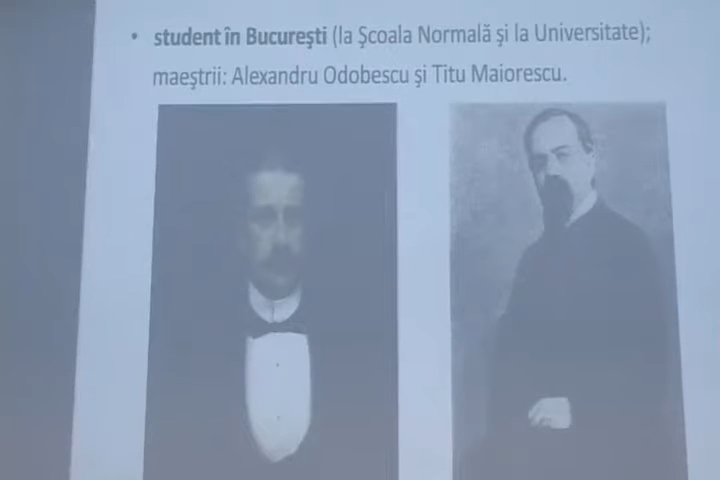 • student în Bucureşti (la Şcoala Normală şi la Universitate);
maeştrii: Alexandru Odobescu şi Titu Maiorescu.